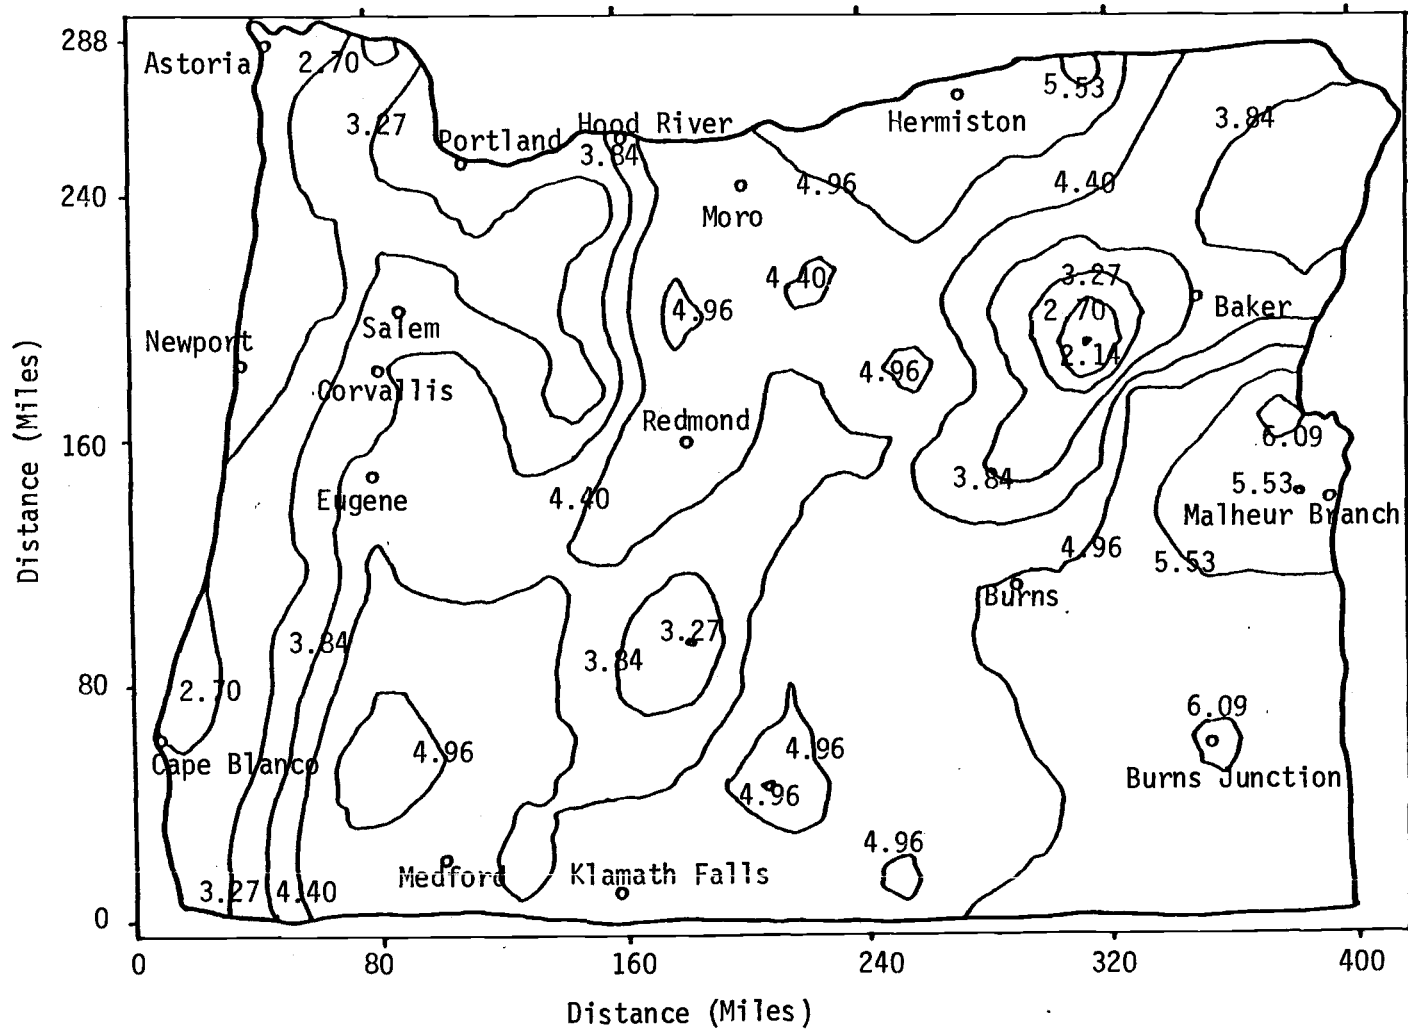 288
Astoria
2.70
5.53
3.27
Hood River
Hermiston
3.84
Portland
3.84
240
4.96
4.40
Moro
4.40
3.27
4.96
2.70
Baker
Salem
Newport
2.14
4.96
Corvallis
Redmond
160
6.09
3.84
5.53
Eugene
4.40
Malheur Branch
4.96
5.53
Burns
3.27
3.84
3.84
80
2.70
6.09
4.96
4.96
Cape Blanco
Burns Junction
4.96
4.96
Medford
Klamath Falls
3.27
4.40
0
0
80
160
240
320
400
Distance (Miles)
Distance (Miles)